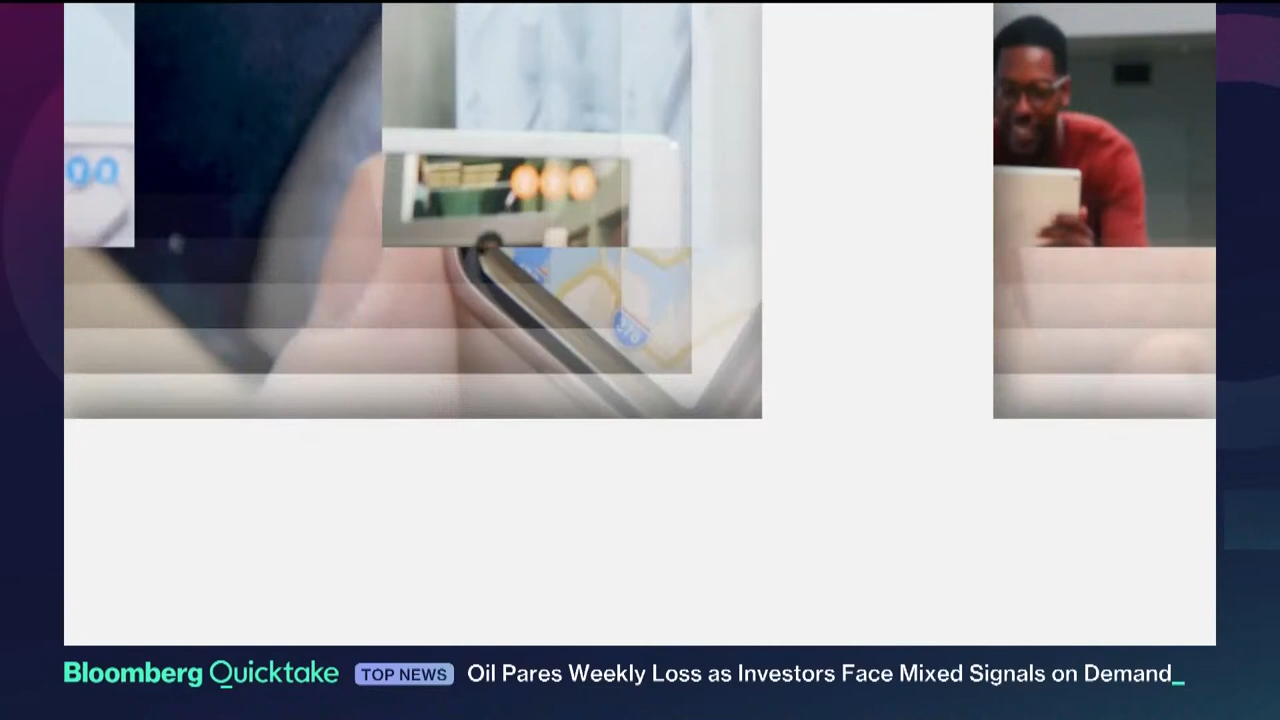 Bloomberg Quicktake TOP NEWS Oil Pares Weekly Loss as Investors Face Mixed Signals on Demand_